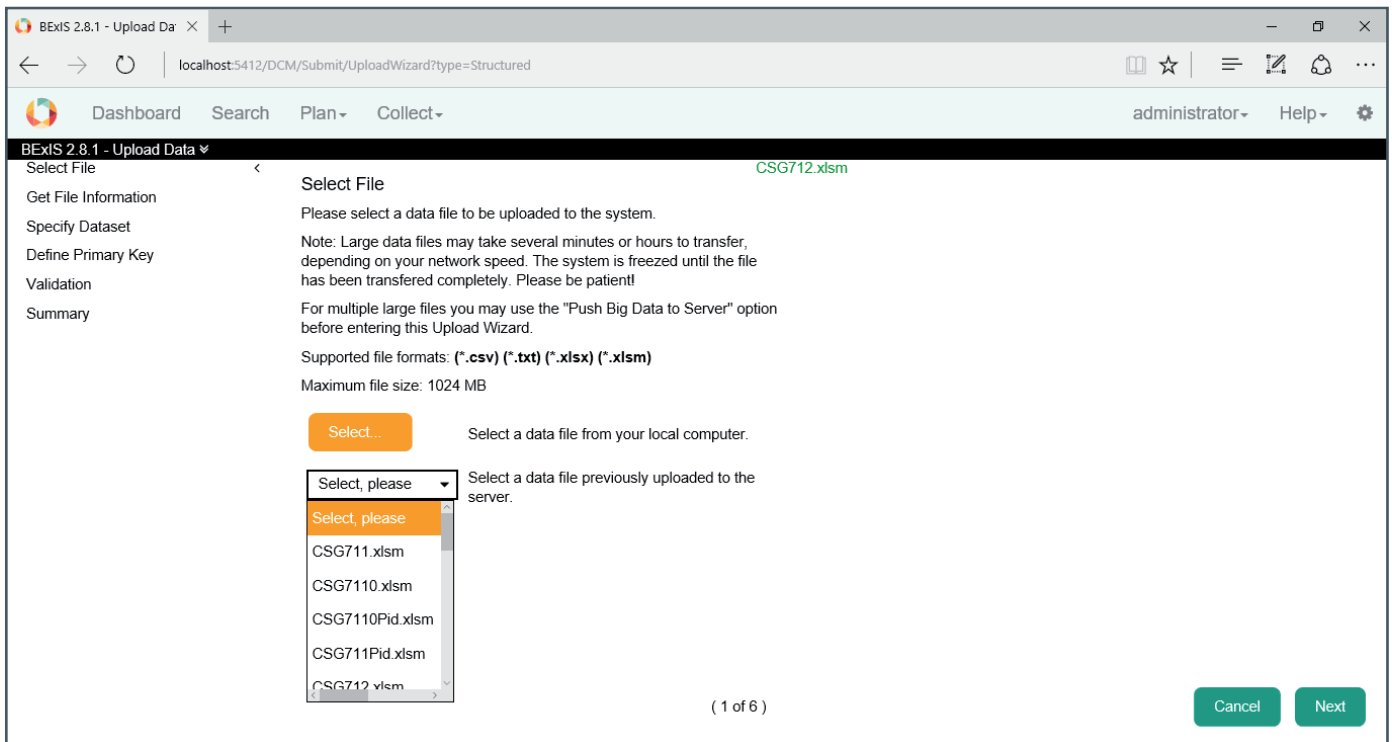 BExIS 2.8.1 - Upload Da
localhost:5412/DCM/Submit/UploadWizard?type=Structured
Dashboard Search Plan Collect administrator Help
BExIS 2.8.1 - Upload Data
Select File
Get File Information
Specify Dataset
Define Primary Key
Validation
Summary
CSG712.xlsm
Select File
Please select a data file to be uploaded to the system.
Note: Large data files may take several minutes or hours to transfer,
depending on your network speed. The system is freezed until the file
has been transfered completely. Please be patient!
For multiple large files you may use the "Push Big Data to Server" option
before entering this Upload Wizard.
Supported file formats: (*.csv) (*.txt) (*.xlsx) (*.xlsm)
Maximum file size: 1024 MB
Select...
Select a data file from your local computer.
Select, please
Select a data file previously uploaded to the
server.
Select, please
CSG711.xlsm
CSG7110.xlsm
CSG7110Pid.xlsm
CSG711Pid.xlsm
CSG712.xlsm
( 1 of 6 )
Cancel
Next